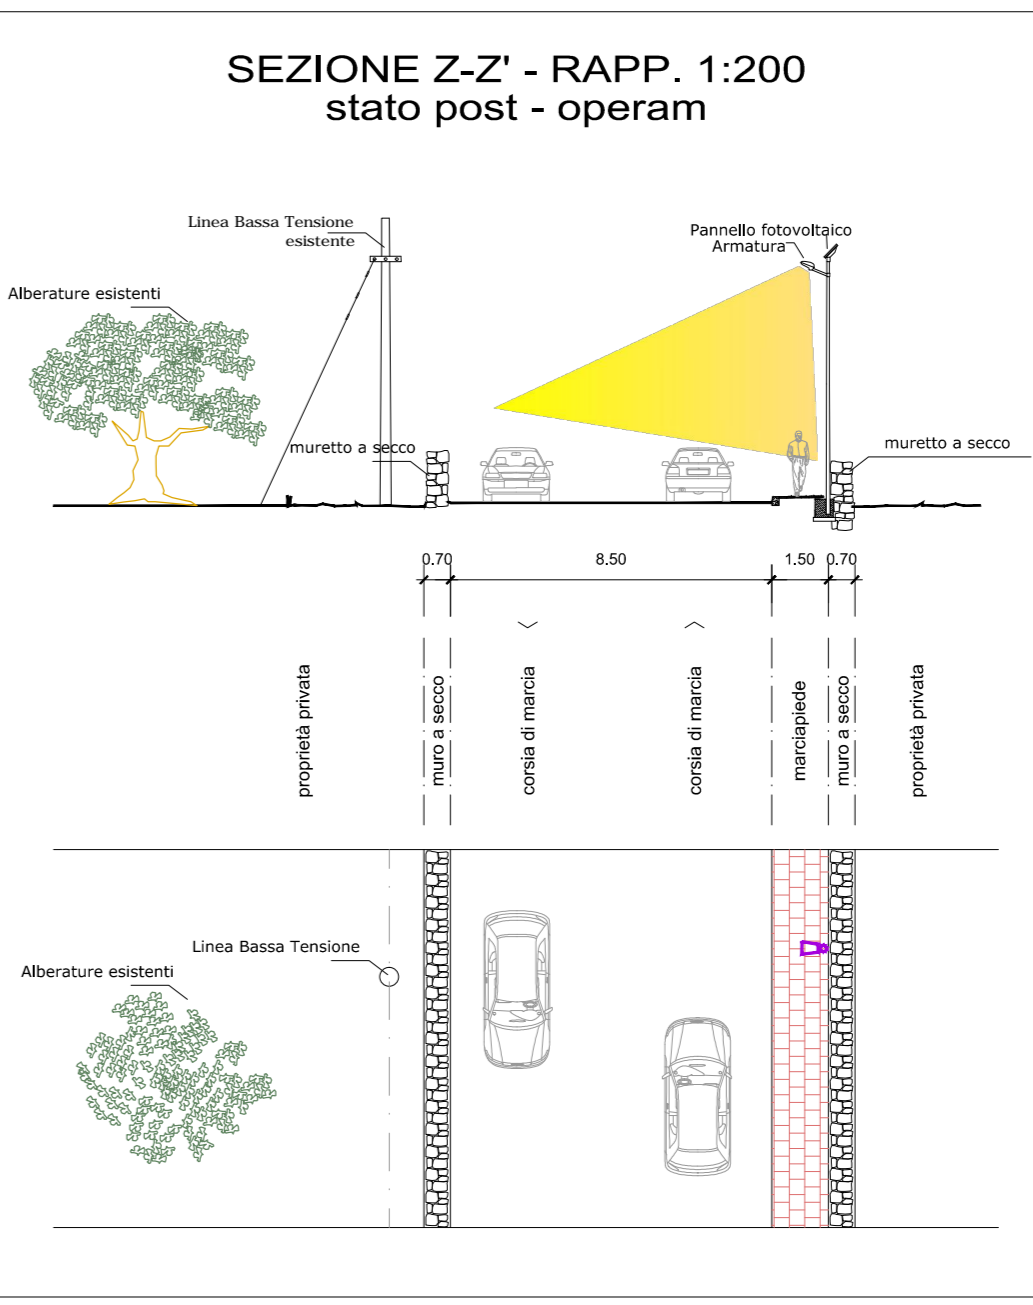 SEZIONE Z-Z' - RAPP. 1:200
stato post - operam
Linea Bassa Tensione
esistente
Pannello fotovoltaico
Armatura
Alberature esistenti
muretto a secco
muretto a secco
0.70
8.50
1.50
0.70
proprietà privata
muro a secco
corsia di marcia
corsia di marcia
marciapiede
muro a secco
proprietà privata
Linea Bassa Tensione
Alberature esistenti